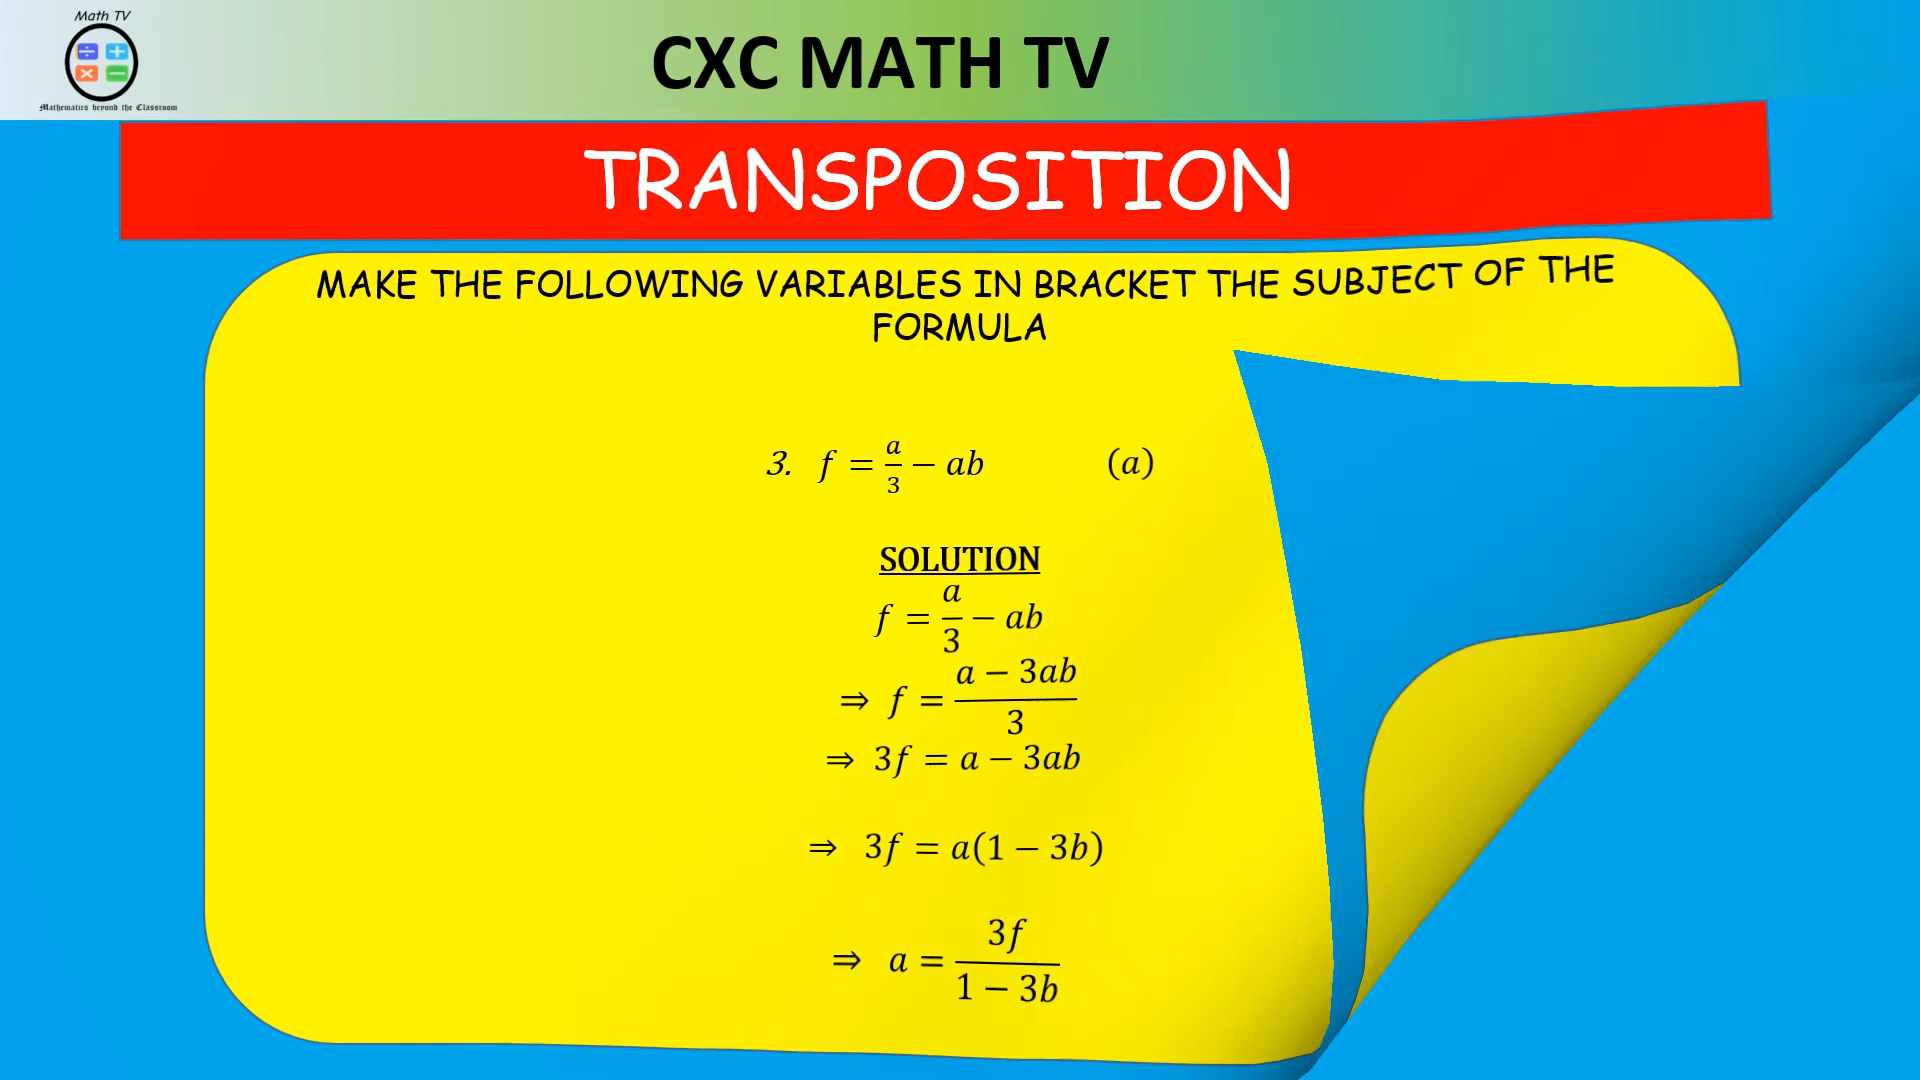 Math TV
÷ +
× −
Mathematics beyond the Classroom
CXC MATH TV
TRANSPOSITION
MAKE THE FOLLOWING VARIABLES IN BRACKET THE SUBJECT OF THE
FORMULA
3. f = a/3 − ab (a)
SOLUTION
f = a/3 − ab
⇒ f = (a − 3ab)/3
⇒ 3f = a − 3ab
⇒ 3f = a(1 − 3b)
⇒ a = 3f/(1 − 3b)